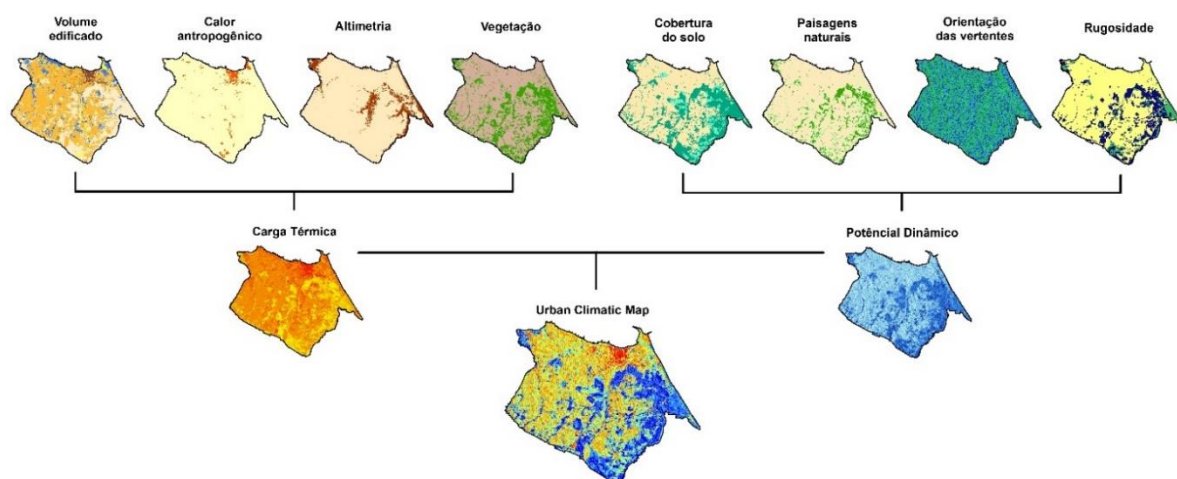 Volume
edificado
Calor
antropogênico
Altimetria
Vegetação
Cobertura
do solo
Paisagens
naturais
Orientação
das vertentes
Rugosidade
Carga Térmica
Potêncial Dinâmico
Urban Climatic Map